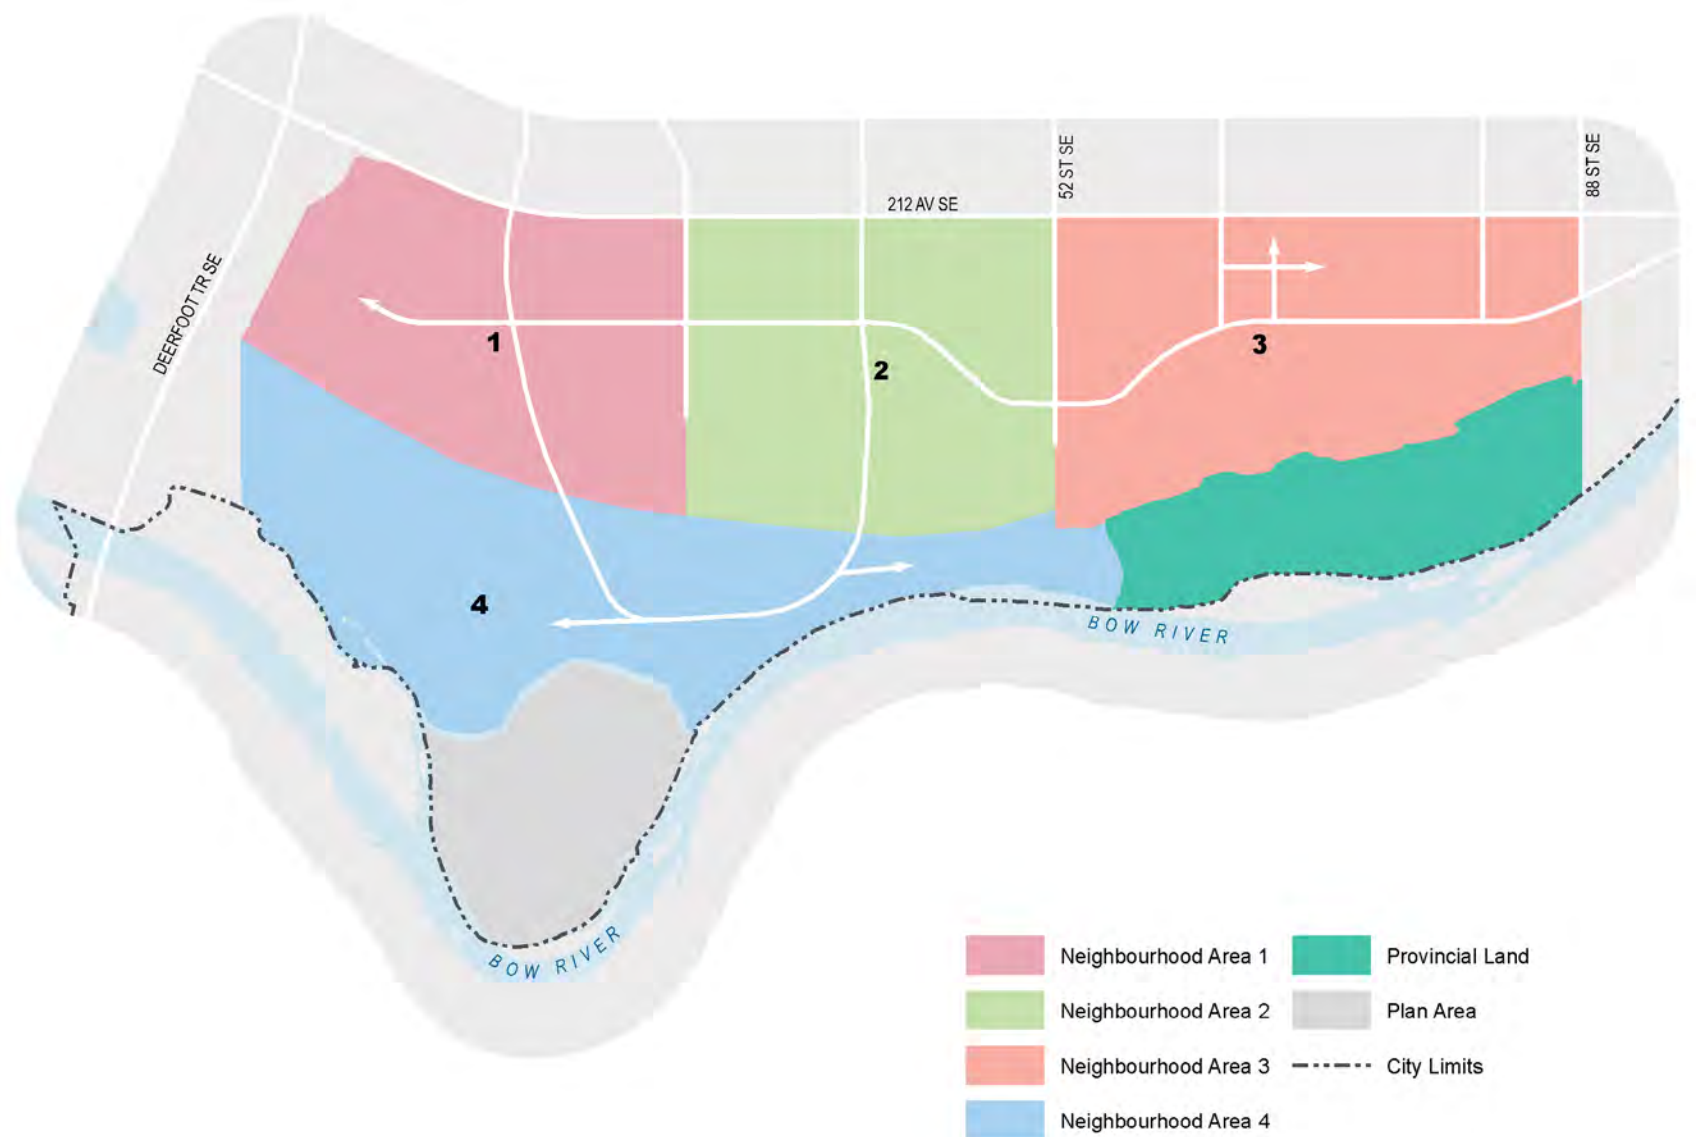 52 ST SE
88 ST SE
212 AV SE
DEERFOOT TR SE
1
2
3
4
BOW RIVER
BOW RIVER
Neighbourhood Area 1
Neighbourhood Area 2
Neighbourhood Area 3
Neighbourhood Area 4
Provincial Land
Plan Area
City Limits